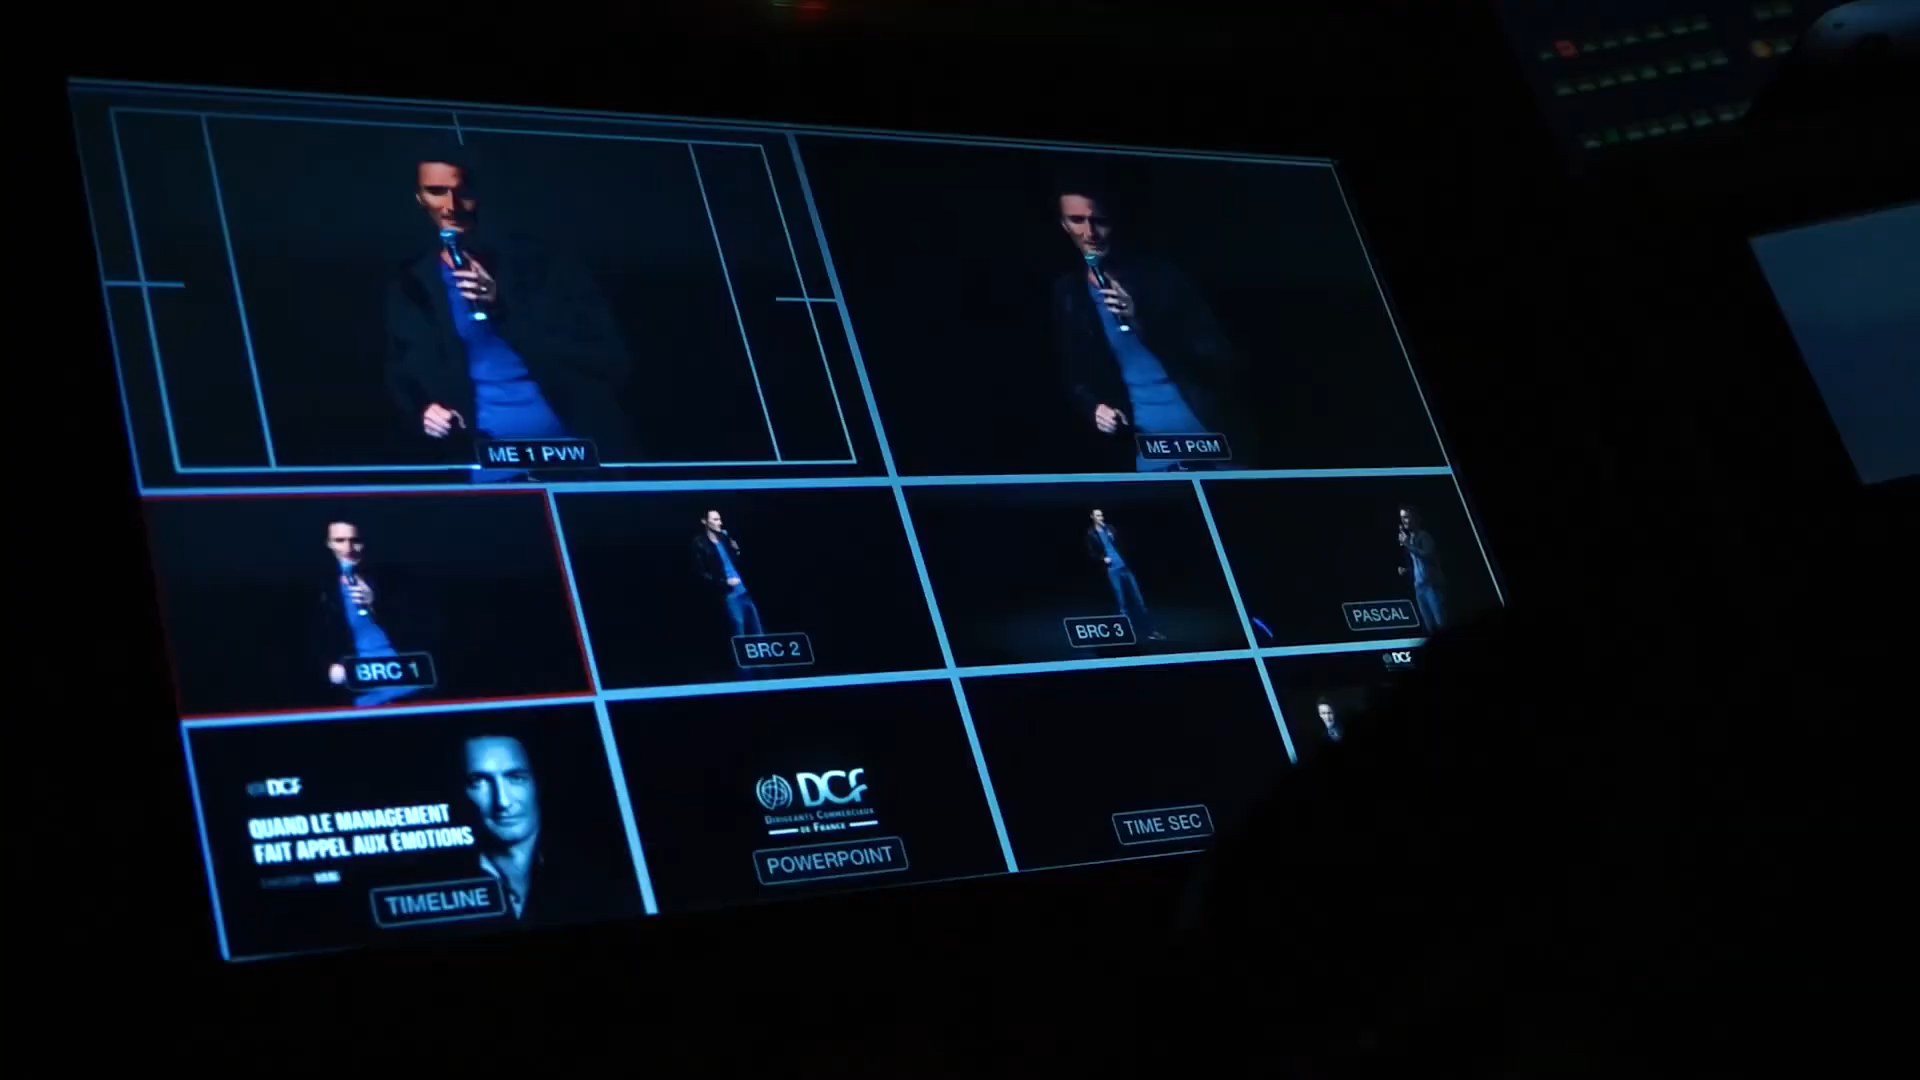 ME 1 PVW
ME 1 PGM
BRC 1
BRC 2
BRC 3
PASCAL
DCF
QUAND LE MANAGEMENT
FAIT APPEL AUX ÉMOTIONS
TIMELINE
DCF
DIRIGEANTS COMMERCIAUX
DE FRANCE
POWERPOINT
TIME SEC
DCF